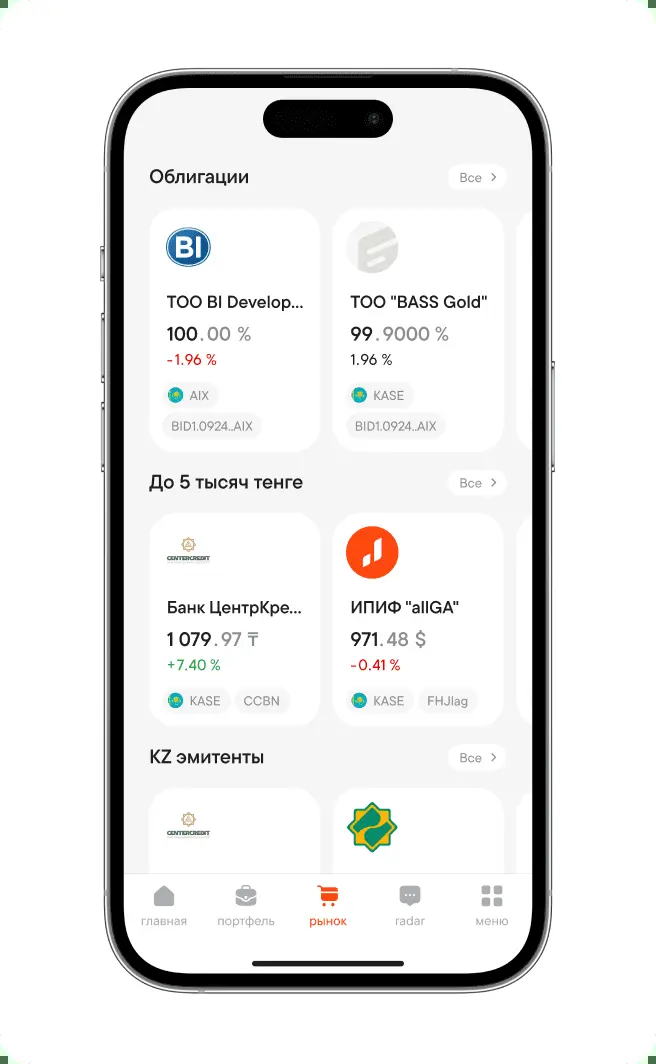 Облигации
Все
BI
ТОО BI Develop...
ТОО "BASS Gold"
100.00 %
99.9000 %
-1.96 %
1.96 %
AIX
KASE
BID1.0924..AIX
BID1.0924..AIX
До 5 тысяч тенге
Все
CENTERCREDIT
Банк ЦентрКре...
ИПИФ "allGA"
1 079.97 ₸
971.48 $
+7.40 %
-0.41 %
KASE
CCBN
KASE
FHJIag
KZ эмитенты
Все
CENTERCREDIT
главная
портфель
рынок
radar
меню